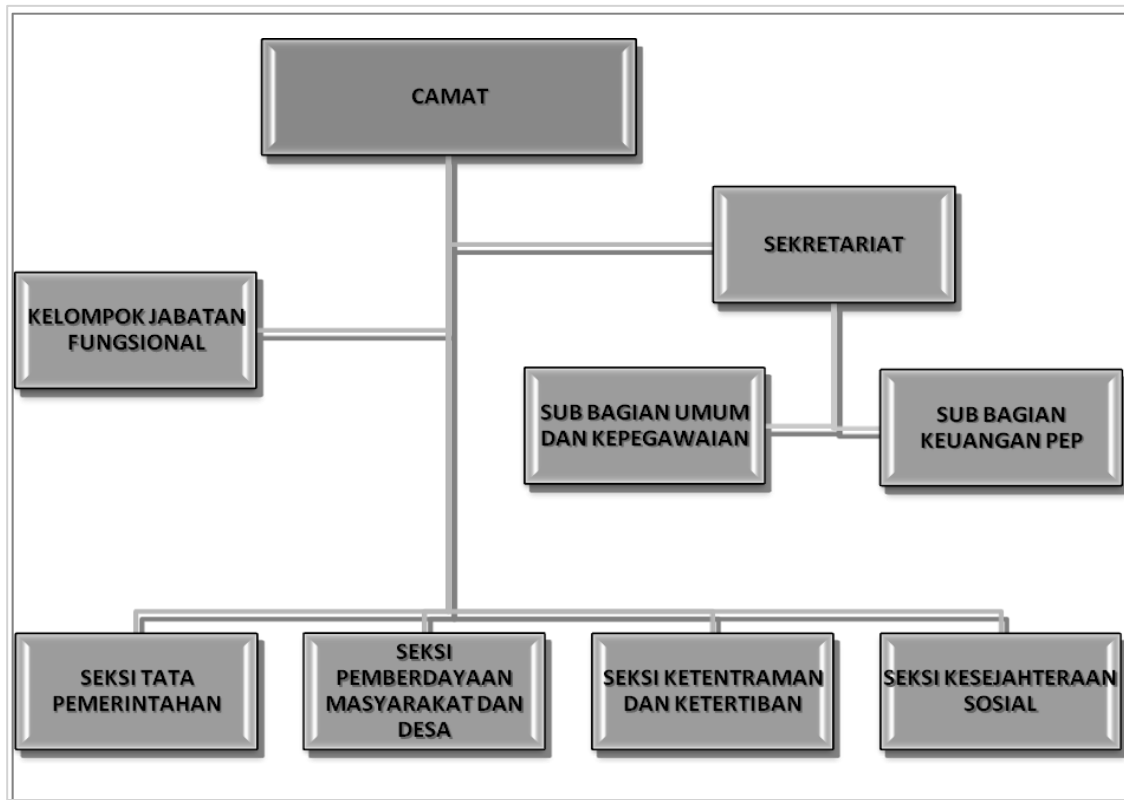 CAMAT
SEKRETARIAT
KELOMPOK JABATAN
FUNGSIONAL
SUB BAGIAN UMUM
DAN KEPEGAWAIAN
SUB BAGIAN
KEUANGAN PEP
SEKSI TATA
PEMERINTAHAN
SEKSI
PEMBERDAYAAN
MASYARAKAT DAN
DESA
SEKSI KETENTRAMAN
DAN KETERTIBAN
SEKSI KESEJAHTERAAN
SOSIAL